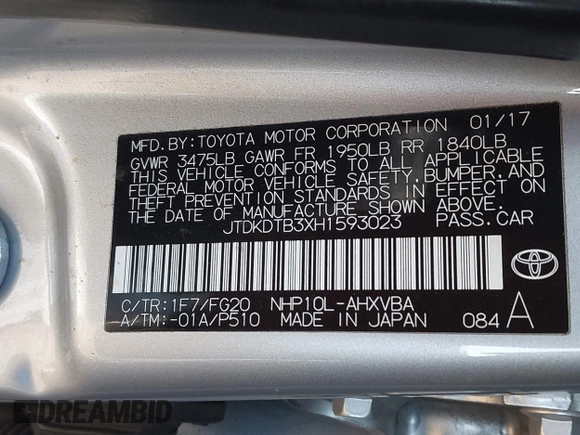 MFD. BY: TOYOTA MOTOR CORPORATION 01/17
GVWR 3475LB GAWR FR 1950LB RR 1840LB
THIS VEHICLE CONFORMS TO ALL APPLICABLE
FEDERAL MOTOR VEHICLE SAFETY, BUMPER, AND
THEFT PREVENTION STANDARDS IN EFFECT ON
THE DATE OF MANUFACTURE SHOWN ABOVE.
JTDKDTB3XH1593023 PASS. CAR
C/TR: 1F7/FG20 NHP10L-AHXVBA
A/TM: -01A/P510 MADE IN JAPAN 084 A
TOYOTA
DREAMBID